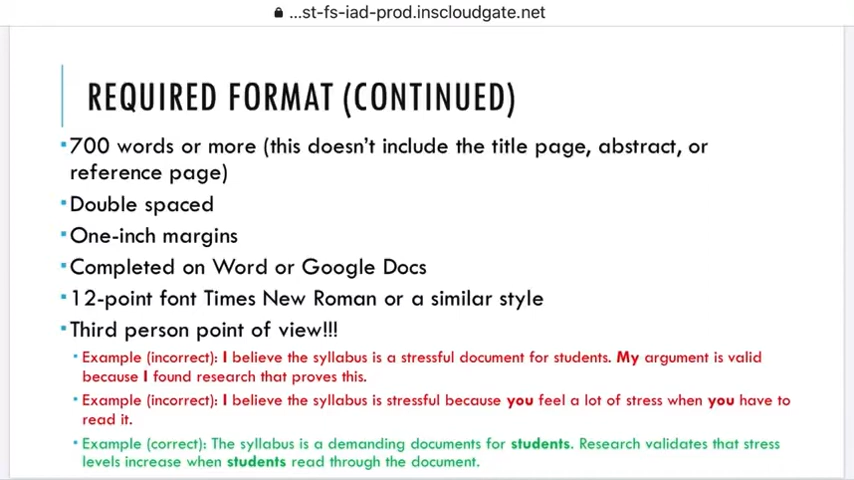 ...st-fs-iad-prod.inscloudgate.net
REQUIRED FORMAT (CONTINUED)
▪700 words or more (this doesn't include the title page, abstract, or
reference page)
▪Double spaced
▪One-inch margins
▪Completed on Word or Google Docs
▪12-point font Times New Roman or a similar style
▪Third person point of view!!!
▪Example (incorrect): I believe the syllabus is a stressful document for students. My argument is valid
because I found research that proves this.
▪Example (incorrect): I believe the syllabus is stressful because you feel a lot of stress when you have to
read it.
▪Example (correct): The syllabus is a demanding documents for students. Research validates that stress
levels increase when students read through the document.